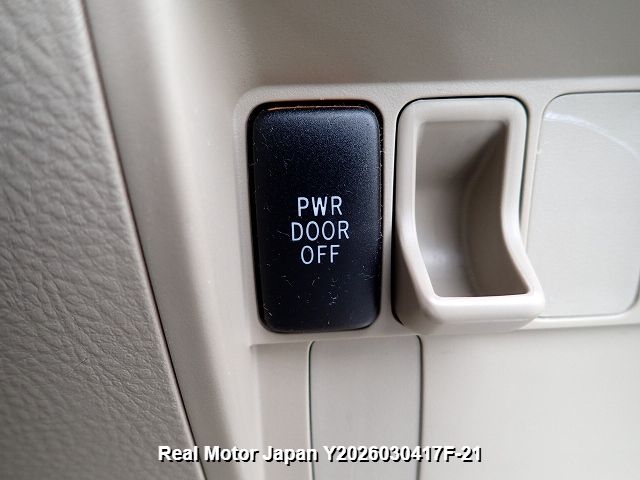 PWR
DOOR
OFF
Real Motor Japan Y2026030417F-21